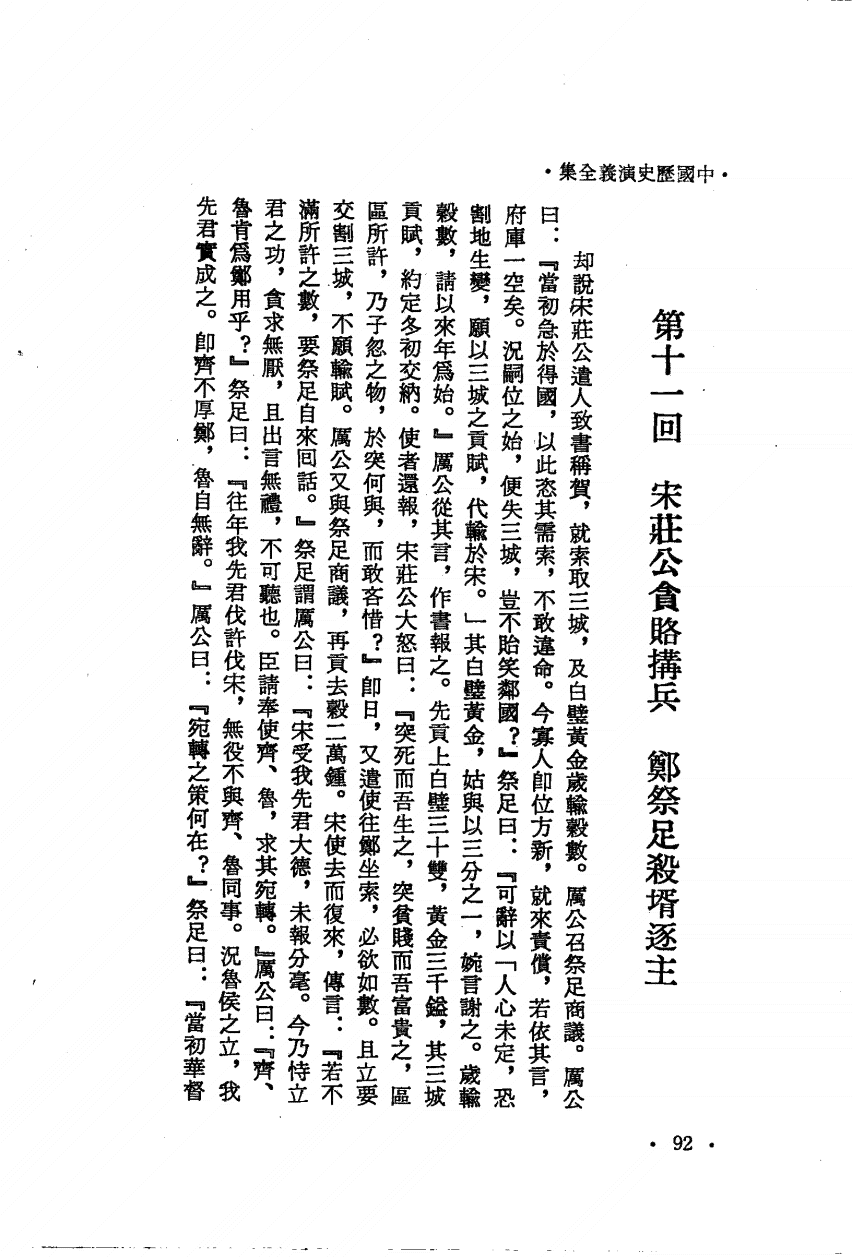 ·中國歷史演義全集·
第十一回　宋莊公貪賂搆兵　鄭祭足殺壻逐主
却說宋莊公遣人致書稱賀，就索取三城，及白璧黃金歲輸穀數。厲公召祭足商議。厲公
曰：『當初急於得國，以此恣其需索，不敢違命。今寡人卽位方新，就來責償，若依其言，
府庫一空矣。況嗣位之始，便失三城，豈不貽笑鄰國？』祭足曰：『可辭以「人心未定，恐
割地生變，願以三城之貢賦，代輸於宋。」其白璧黃金，姑與以三分之一，婉言謝之。歲輸
穀數，請以來年爲始。』厲公從其言，作書報之。先貢上白璧三十雙，黃金三千鎰，其三城
貢賦，約定冬初交納。使者還報，宋莊公大怒曰：『突死而吾生之，突貧賤而吾富貴之，區
區所許，乃子忽之物，於突何與，而敢吝惜？』卽日，又遣使往鄭坐索，必欲如數。且立要
交割三城，不願輸賦。厲公又與祭足商議，再貢去穀二萬鍾。宋使去而復來，傳言：『若不
滿所許之數，要祭足自來回話。』祭足謂厲公曰：『宋受我先君大德，未報分毫。今乃恃立
君之功，貪求無厭，且出言無禮，不可聽也。臣請奉使齊、魯，求其宛轉。』厲公曰：『齊、
魯肯爲鄭用乎？』祭足曰：『往年我先君伐許伐宋，無役不與齊、魯同事。況魯侯之立，我
先君實成之。卽齊不厚鄭，魯自無辭。』厲公曰：『宛轉之策何在？』祭足曰：『當初華督
· 92 ·